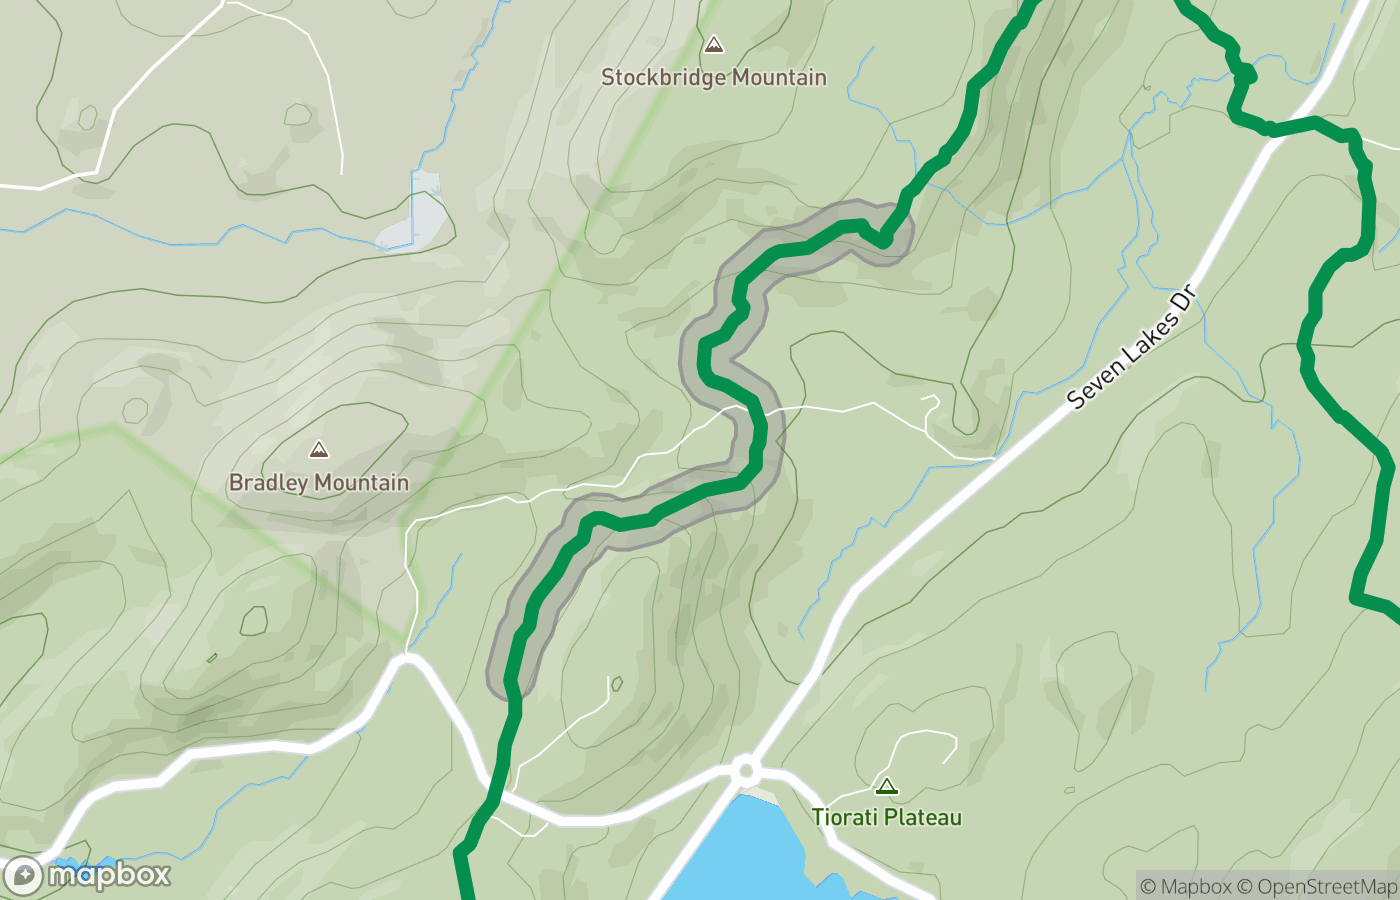 Stockbridge Mountain
Seven Lakes Dr
Bradley Mountain
Tiorati Plateau
mapbox
© Mapbox © OpenStreetMap